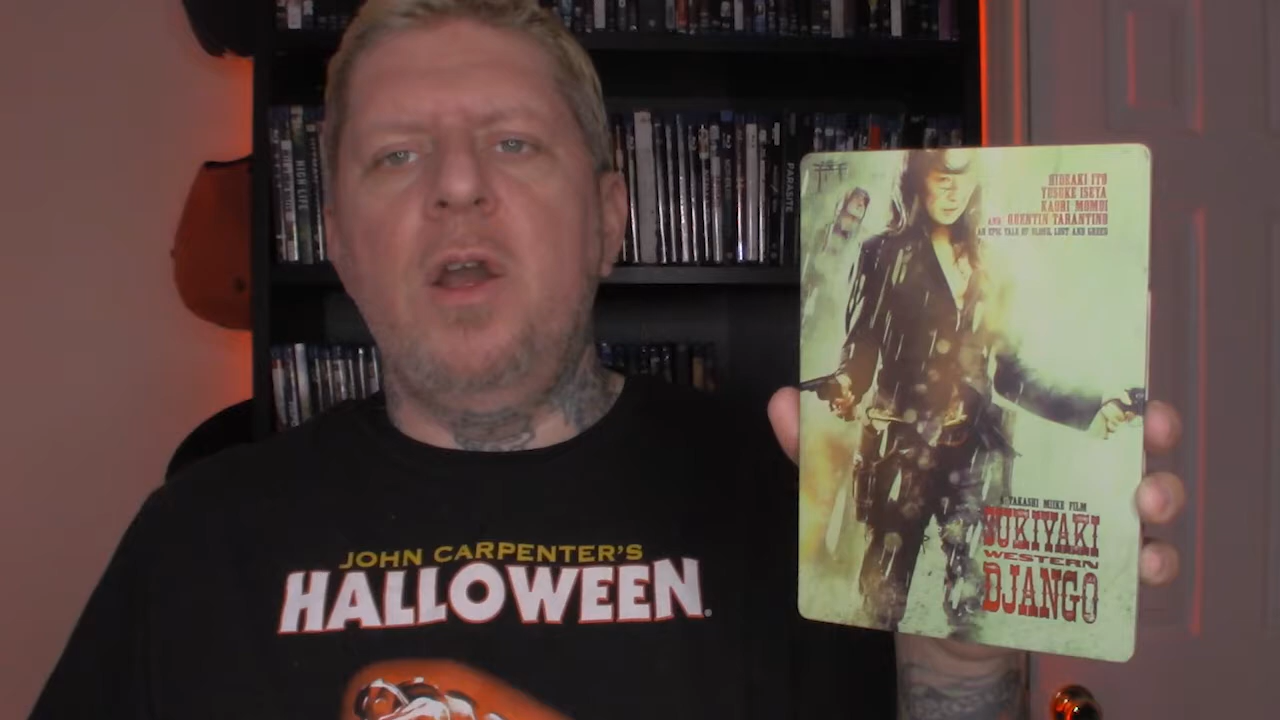 HIGH LIFE
PARASITE
HIDEAKI ITO
YUSUKE ISEYA
KAORI MOMOI
AND QUENTIN TARANTINO
AN EPIC TALE OF BLOOD, LUST AND GREED
A TAKASHI MIIKE FILM
SUKIYAKI
WESTERN
DJANGO
JOHN CARPENTER'S
HALLOWEEN